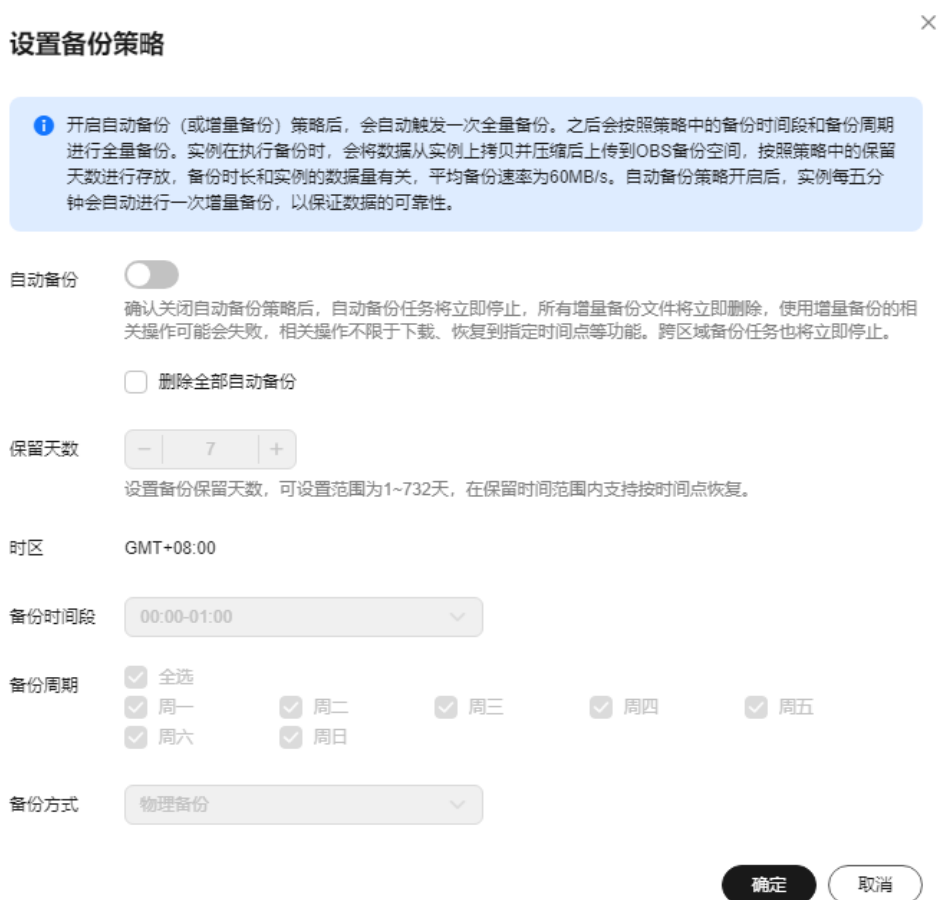 设置备份策略
开启自动备份（或增量备份）策略后，会自动触发一次全量备份。之后会按照策略中的备份时间段和备份周期
进行全量备份。实例在执行备份时，会将数据从实例上拷贝并压缩后上传到OBS备份空间，按照策略中的保留
天数进行存放，备份时长和实例的数据量有关，平均备份速率为60MB/s。自动备份策略开启后，实例每五分
钟会自动进行一次增量备份，以保证数据的可靠性。
自动备份
确认关闭自动备份策略后，自动备份任务将立即停止，所有增量备份文件将立即删除，使用增量备份的相
关操作可能会失败，相关操作不限于下载、恢复到指定时间点等功能。跨区域备份任务也将立即停止。
删除全部自动备份
保留天数 7
设置备份保留天数，可设置范围为1~732天，在保留时间范围内支持按时间点恢复。
时区 GMT+08:00
备份时间段 00:00-01:00
备份周期 全选
周一 周二 周三 周四 周五
周六 周日
备份方式 物理备份
确定 取消